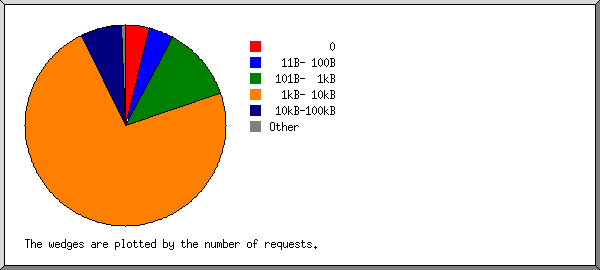 0
11B- 100B
101B- 1kB
1kB- 10kB
10kB-100kB
Other
The wedges are plotted by the number of requests.